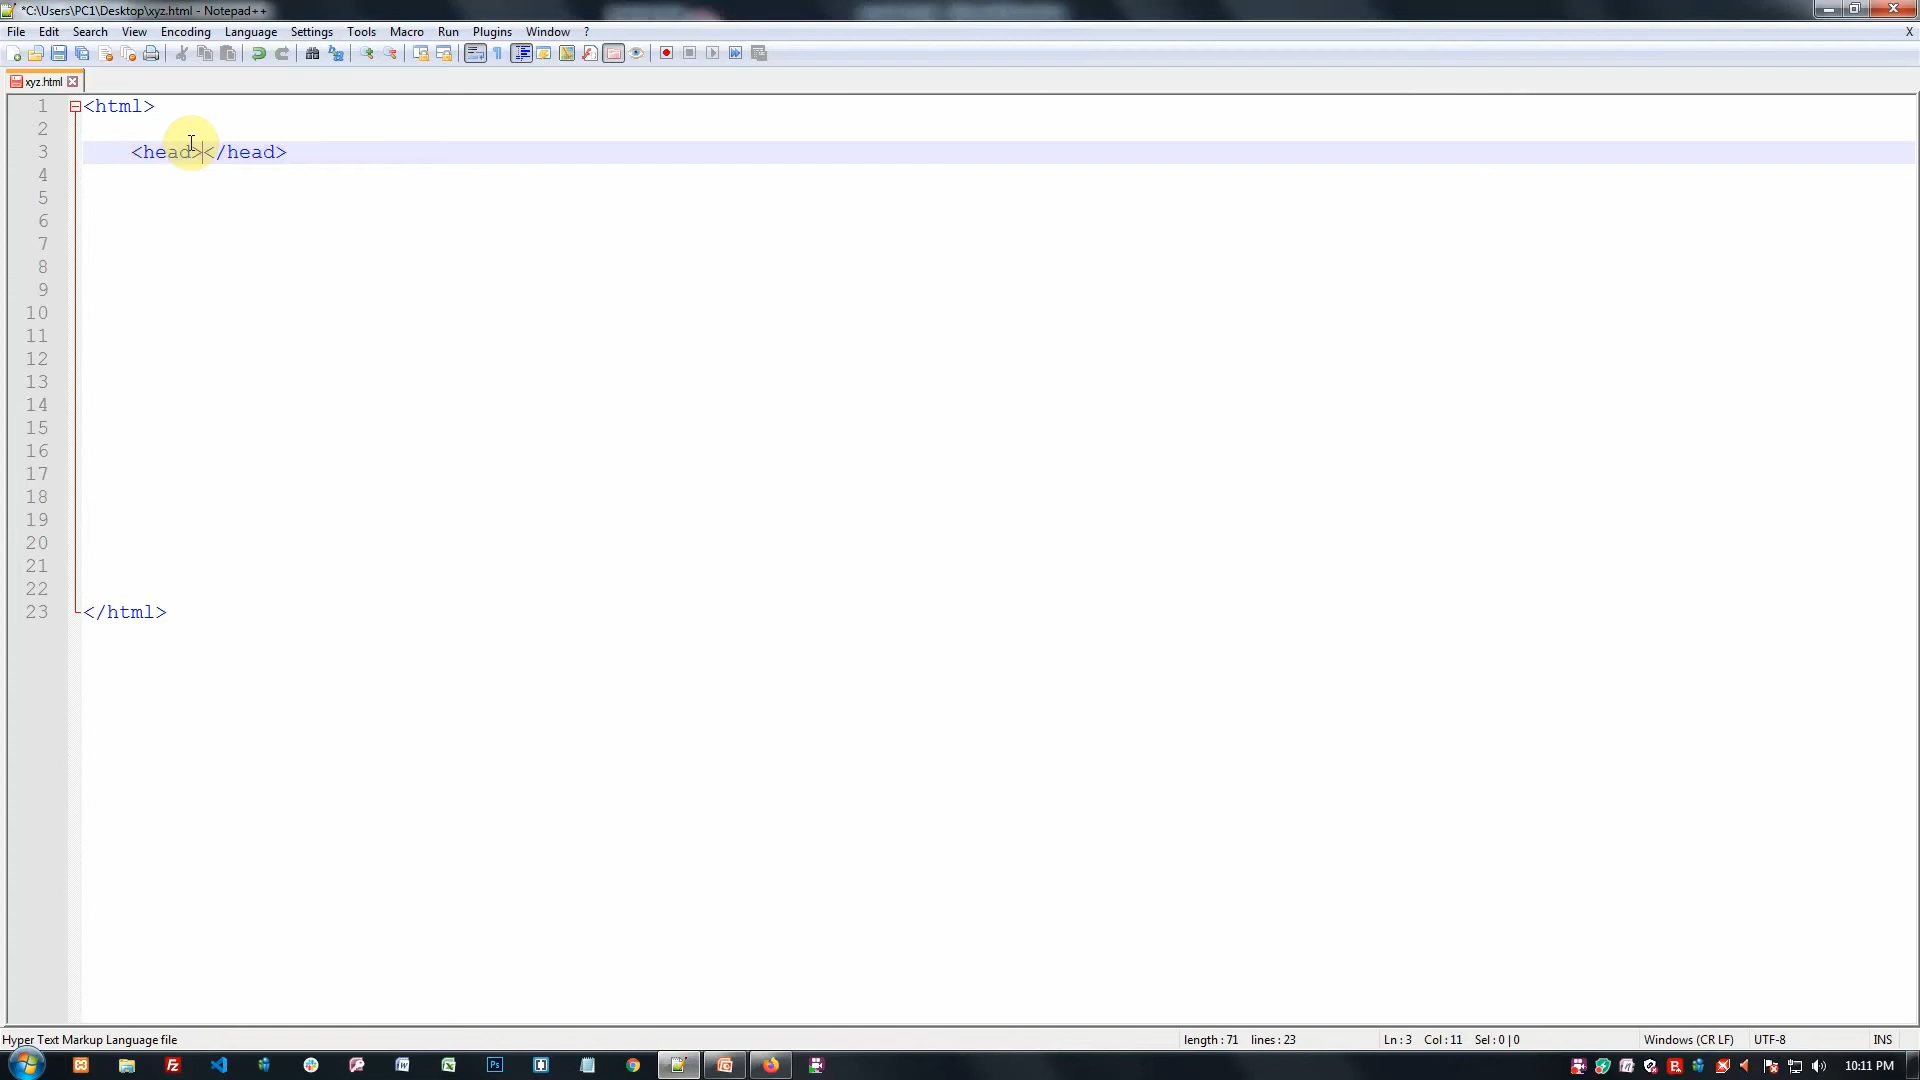 *C:\Users\PC1\Desktop\xyz.html - Notepad++
File Edit Search View Encoding Language Settings Tools Macro Run Plugins Window ? X
xyz.html
1 <html>
2
3 <head></head>
4
5
6
7
8
9
10
11
12
13
14
15
16
17
18
19
20
21
22
23 </html>
Hyper Text Markup Language file length : 71 lines : 23 Ln : 3 Col : 11 Sel : 0 | 0 Windows (CR LF) UTF-8 INS
10:11 PM